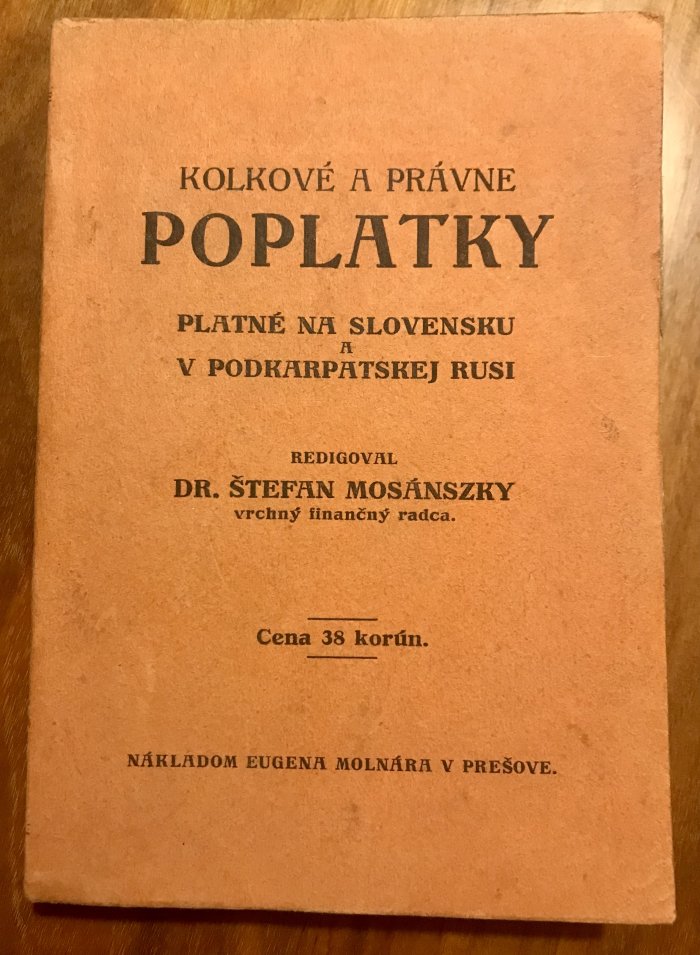 KOLKOVÉ A PRÁVNE
POPLATKY
PLATNÉ NA SLOVENSKU
A
V PODKARPATSKEJ RUSI
REDIGOVAL
DR. ŠTEFAN MOSÁNSZKY
vrchný finančný radca.
Cena 38 korún.
NÁKLADOM EUGENA MOLNÁRA V PREŠOVE.